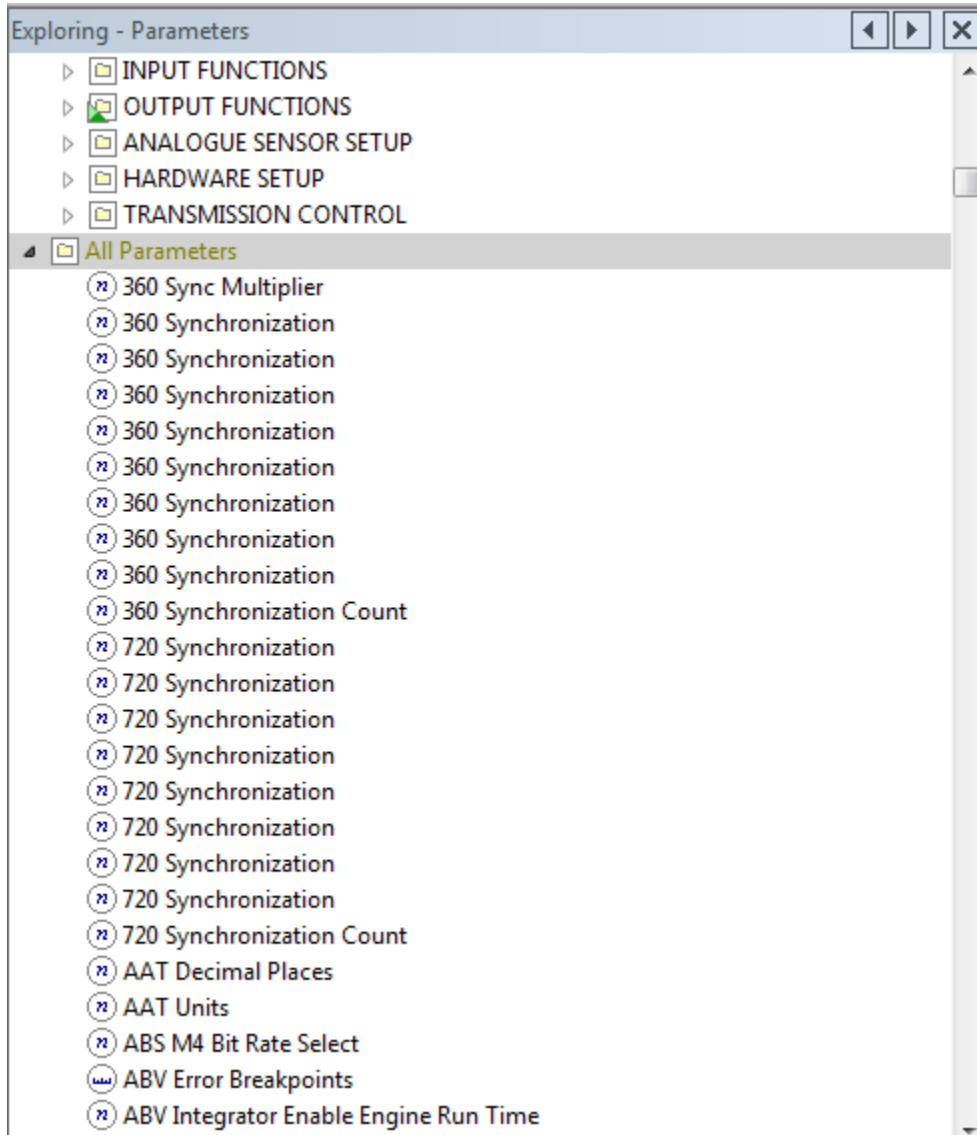 Exploring - Parameters
INPUT FUNCTIONS
OUTPUT FUNCTIONS
ANALOGUE SENSOR SETUP
HARDWARE SETUP
TRANSMISSION CONTROL
All Parameters
n 360 Sync Multiplier
n 360 Synchronization
n 360 Synchronization
n 360 Synchronization
n 360 Synchronization
n 360 Synchronization
n 360 Synchronization
n 360 Synchronization
n 360 Synchronization
n 360 Synchronization Count
n 720 Synchronization
n 720 Synchronization
n 720 Synchronization
n 720 Synchronization
n 720 Synchronization
n 720 Synchronization
n 720 Synchronization
n 720 Synchronization
n 720 Synchronization Count
n AAT Decimal Places
n AAT Units
n ABS M4 Bit Rate Select
ABV Error Breakpoints
n ABV Integrator Enable Engine Run Time